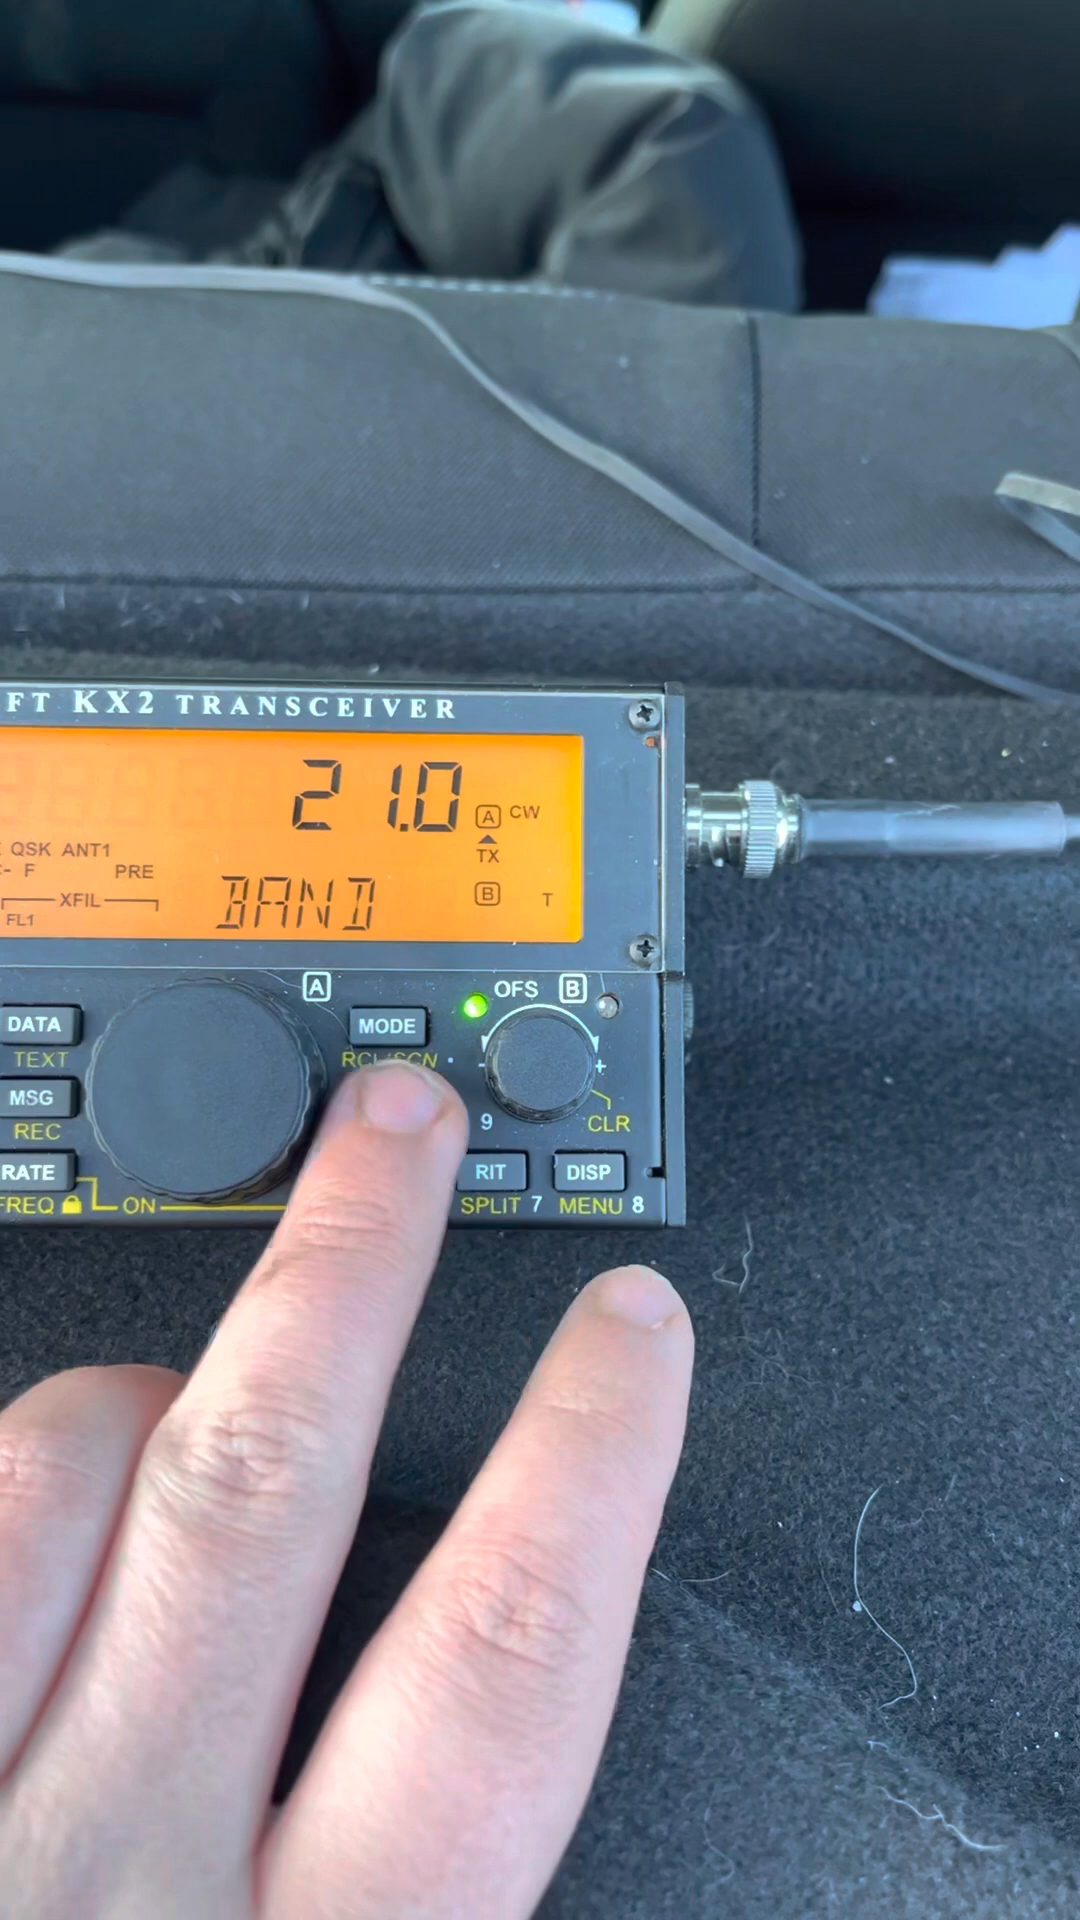 FT KX2 TRANSCEIVER
21.0
A CW
QSK ANT1
TX
- F PRE
XFIL
BAND
B T
FL1
A
OFS B
DATA
MODE
TEXT
RCL/SCN
- +
MSG
9
CLR
REC
RATE
RIT
DISP
FREQ
ON
SPLIT 7
MENU 8